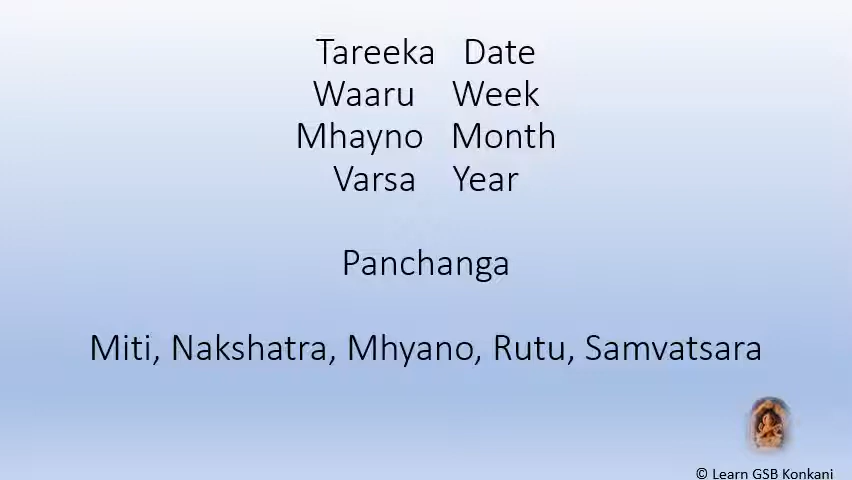 Tareeka Date
Waaru Week
Mhayno Month
Varsa Year
Panchanga
Miti, Nakshatra, Mhyano, Rutu, Samvatsara
© Learn GSB Konkani